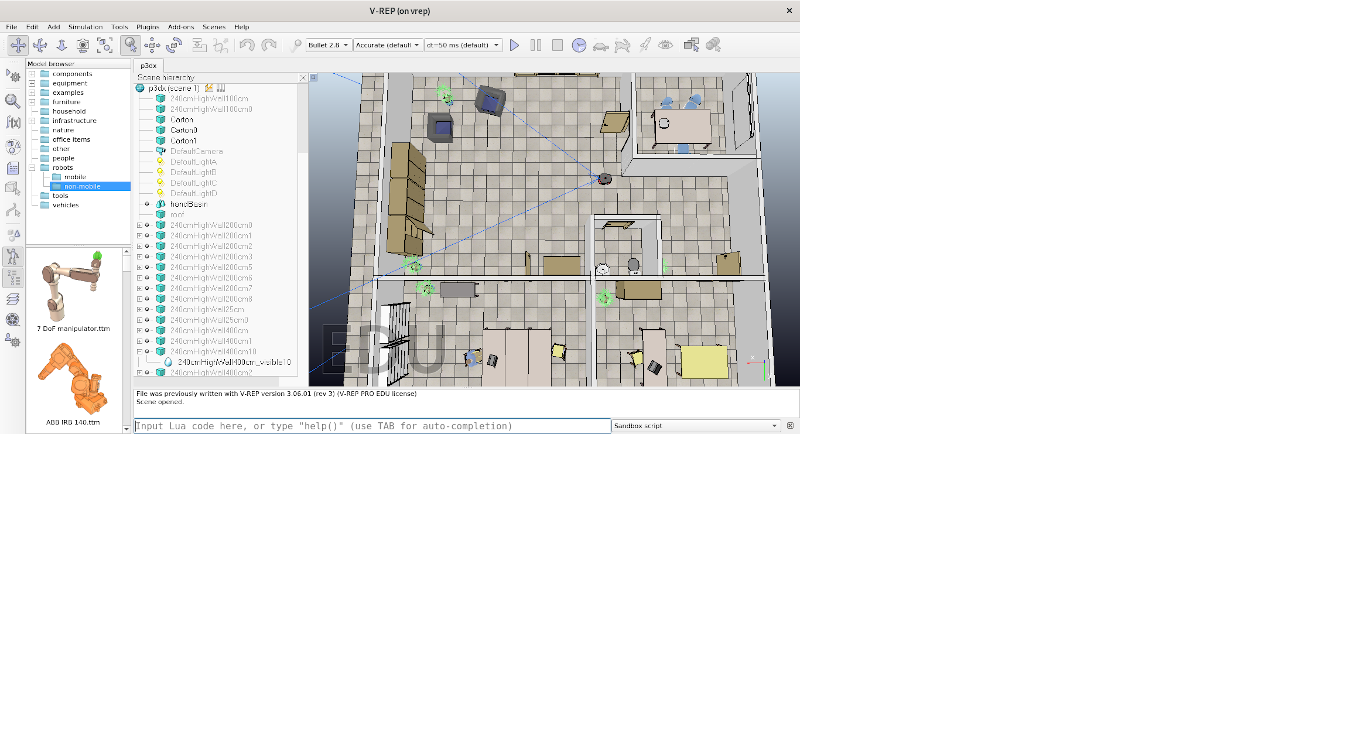 V-REP (on vrep)
File Edit Add Simulation Tools Plugins Add-ons Scenes Help
Bullet 2.8 Accurate (defaul dt=50 ms (default)
Model browser
components
equipment
examples
furniture
household
infrastructure
nature
office items
other
people
robots
mobile
non-mobile
tools
vehicles
7 DoF manipulator.ttm
ABB IRB 140.ttm
p3dx
Scene hierarchy
p3dx (scene 1)
240cmHighWall100cm
240cmHighWall100cm0
Carton
Carton0
Carton1
DefaultCamera
DefaultLightA
DefaultLightB
DefaultLightC
DefaultLightD
handBasin
roof
240cmHighWall200cm0
240cmHighWall200cm1
240cmHighWall200cm2
240cmHighWall200cm3
240cmHighWall200cm5
240cmHighWall200cm6
240cmHighWall200cm7
240cmHighWall200cm8
240cmHighWall25cm
240cmHighWall25cm0
240cmHighWall400cm
240cmHighWall400cm1
240cmHighWall400cm10
240cmHighWall400cm_visible10
240cmHighWall400cm2
EDU
File was previously written with V-REP version 3.06.01 (rev 3) (V-REP PRO EDU license)
Scene opened.
Input Lua code here, or type "help()" (use TAB for auto-completion)
Sandbox script